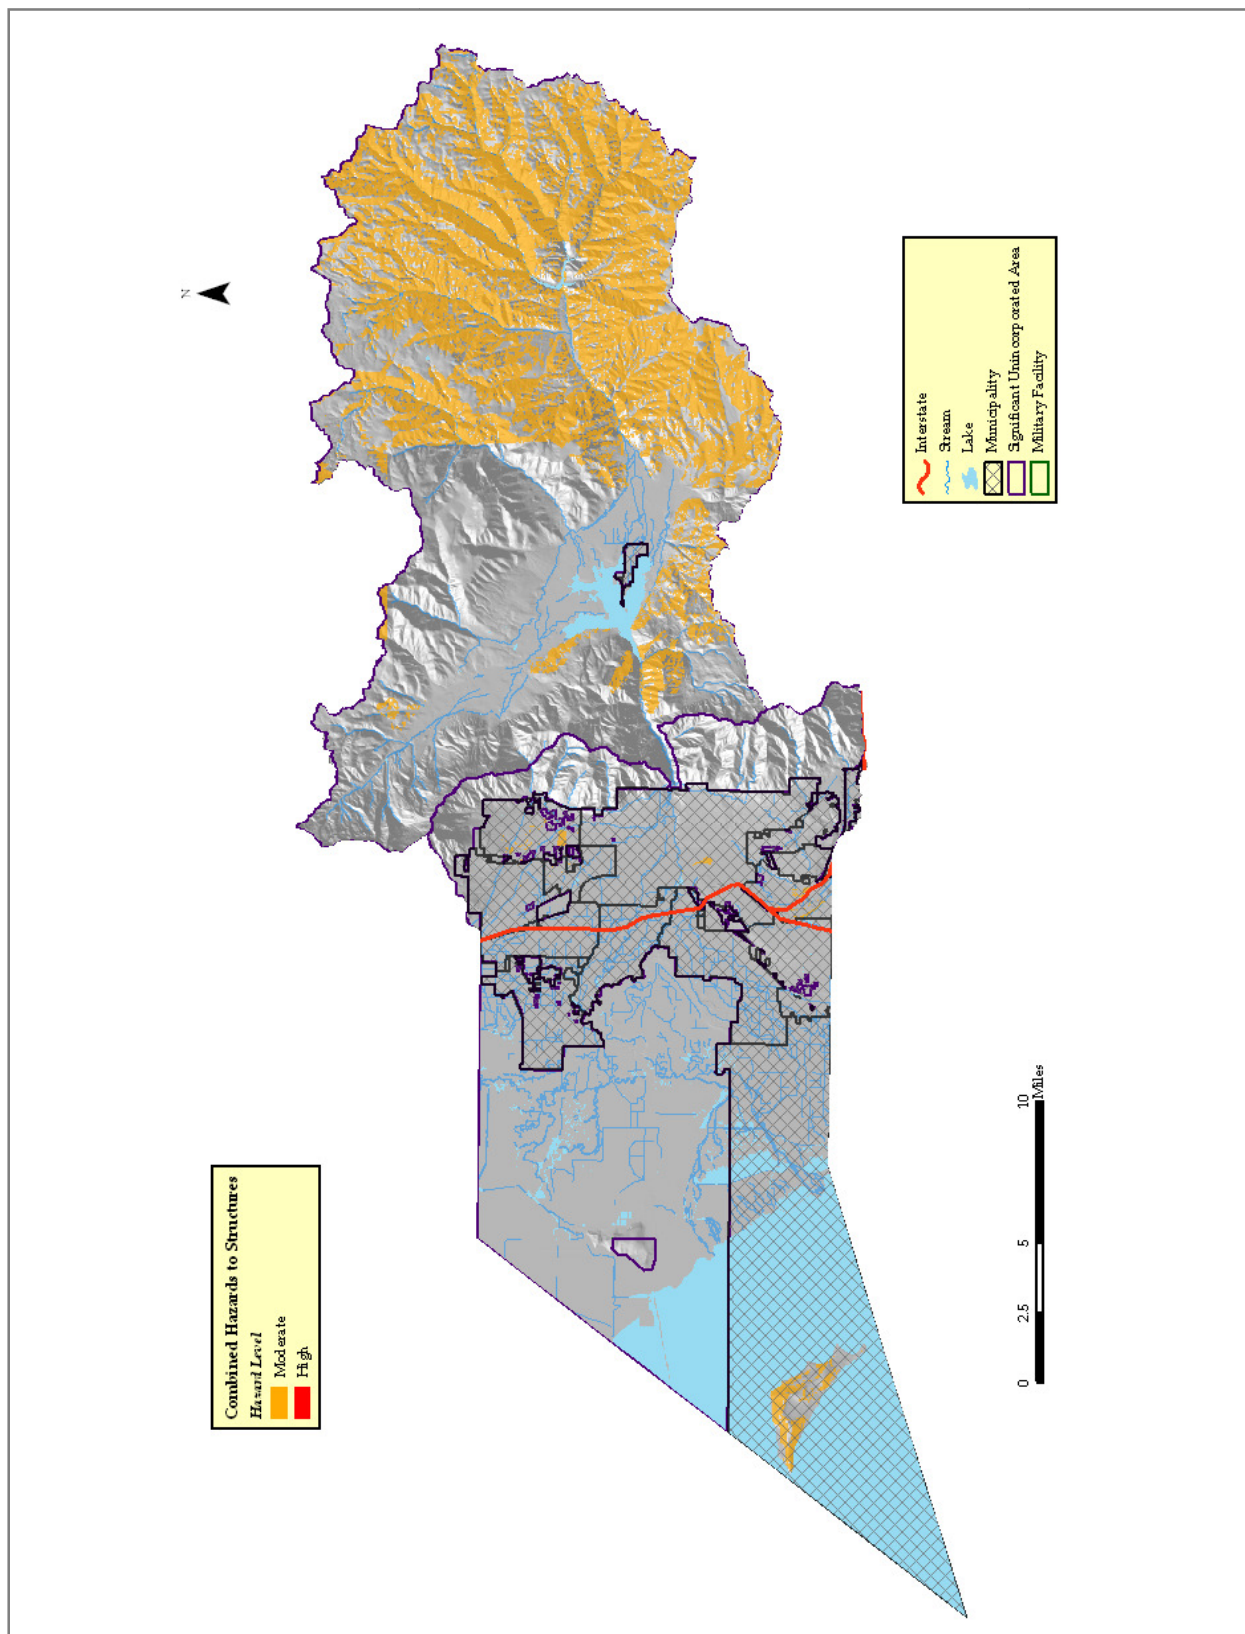 N
Combined Hazards to Structures
Hazard Level
Moderate
High
Interstate
Stream
Lake
Municipality
Significant Unincorporated Area
Military Facility
0 2.5 5 10
Miles